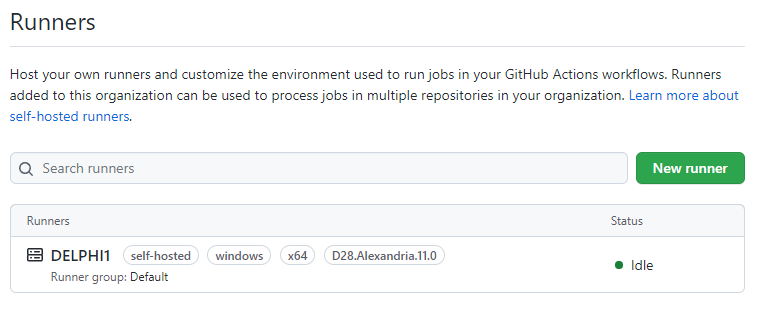 Runners
Host your own runners and customize the environment used to run jobs in your GitHub Actions workflows. Runners
added to this organization can be used to process jobs in multiple repositories in your organization. Learn more about
self-hosted runners.
Search runners
New runner
Runners Status
DELPHI1 self-hosted windows x64 D28.Alexandria.11.0
Idle
Runner group: Default